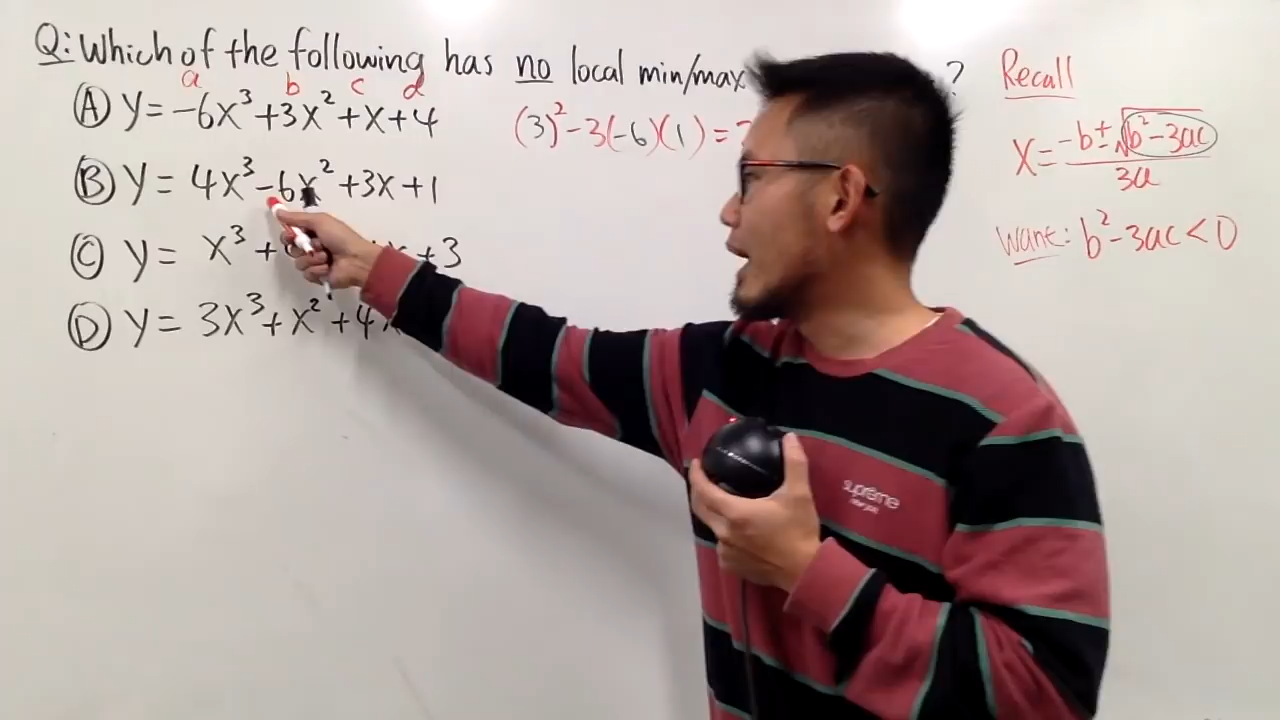 Q: Which of the following has no local min/max ?
a b c d
(A) y = -6x³ + 3x² + x + 4
(3)² - 3(-6)(1) =
(B) y = 4x³ - 6x² + 3x + 1
(C) y = x³ + + 3
(D) y = 3x³ + x² + 4x
Recall
x = (-b ± √(b² - 3ac)) / 3a
Want: b² - 3ac < 0
suprême